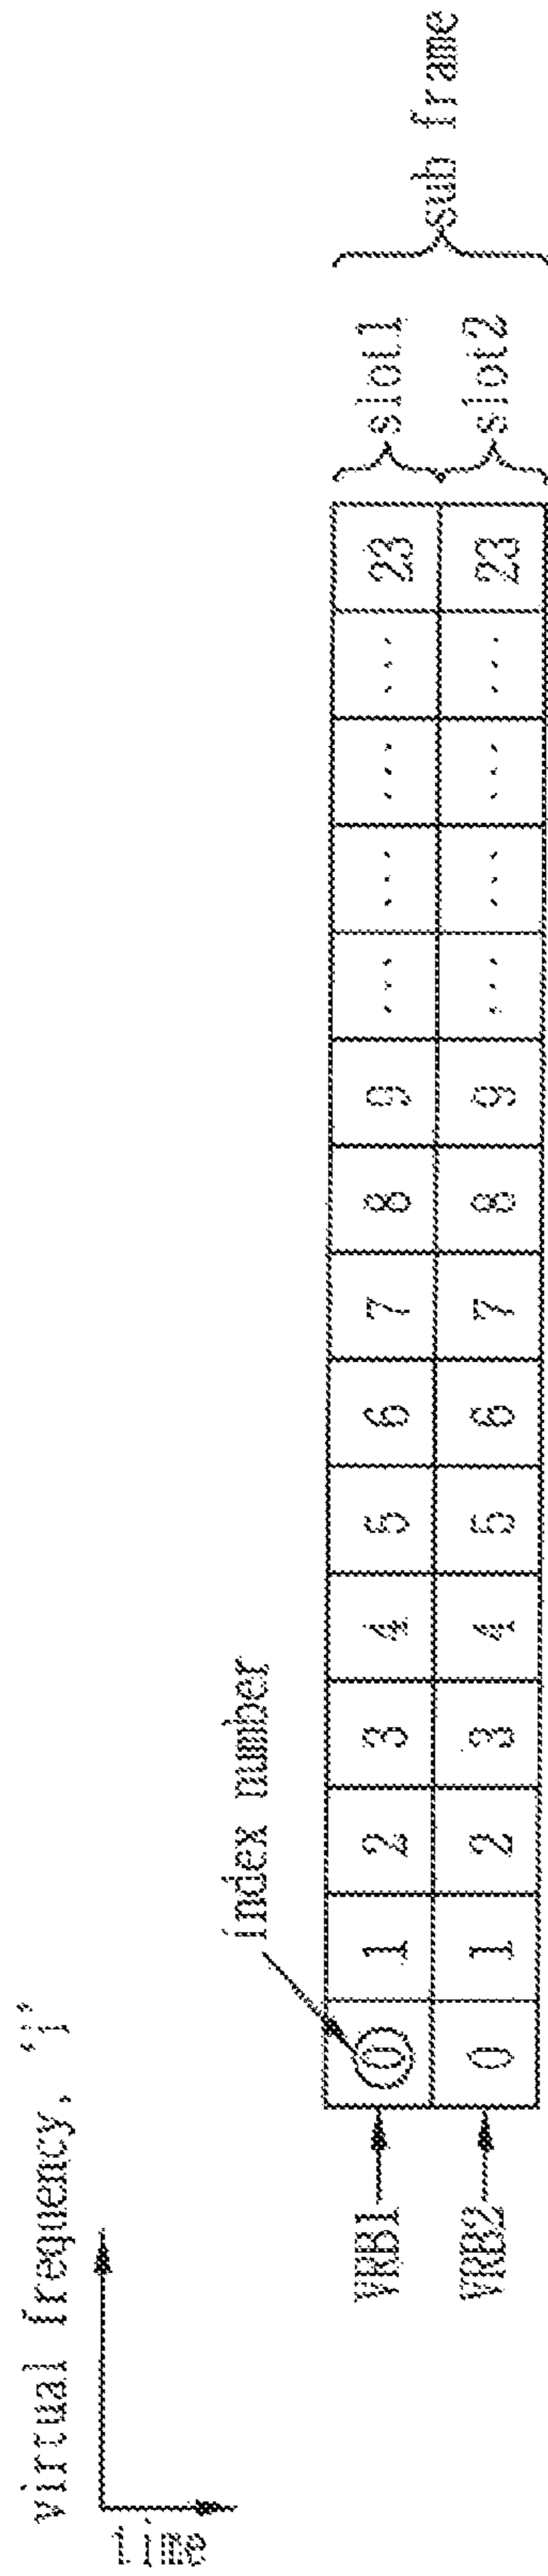 virtual frequency, 'j'
time
index number
VRB1
0 1 2 3 4 5 6 7 8 9 ... ... ... ... 23
slot1
VRB2
0 1 2 3 4 5 6 7 8 9 ... ... ... ... 23
slot2
sub frame